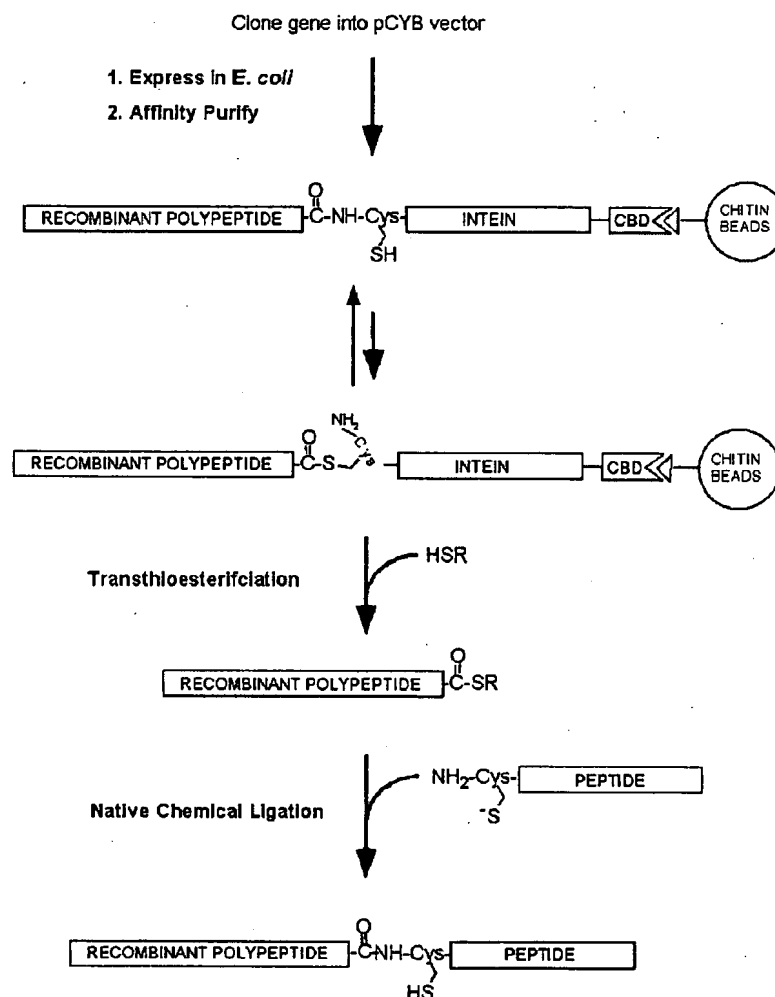 Clone gene into pCYB vector
1. Express in E. coli
2. Affinity Purify
RECOMBINANT POLYPEPTIDE
O
C-NH-Cys
SH
INTEIN
CBD
CHITIN
BEADS
RECOMBINANT POLYPEPTIDE
O
C-S
NH2
Cys
INTEIN
CBD
CHITIN
BEADS
Transthioesterifciation
HSR
RECOMBINANT POLYPEPTIDE
O
C-SR
Native Chemical Ligation
NH2-Cys-
-S
PEPTIDE
RECOMBINANT POLYPEPTIDE
O
C-NH-Cys
HS
PEPTIDE